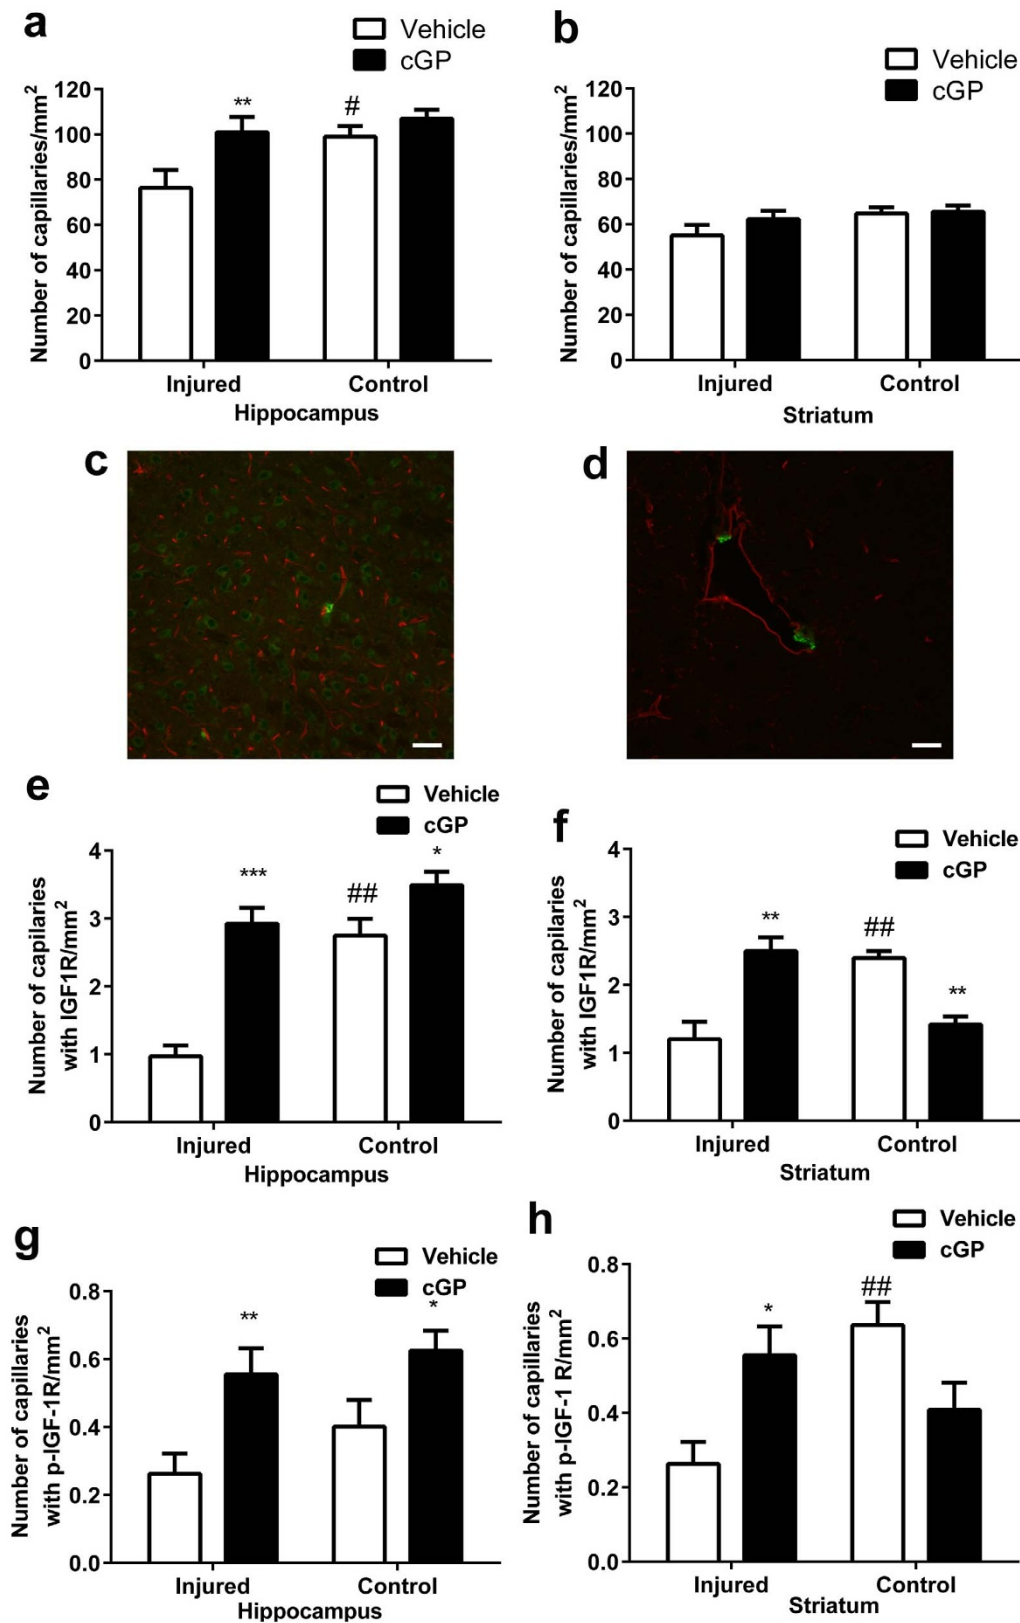 a
Vehicle
cGP
Number of capillaries/mm²
120
100
80
60
40
20
0
**
#
Injured
Control
Hippocampus
b
Vehicle
cGP
Number of capillaries/mm²
120
100
80
60
40
20
0
Injured
Control
Striatum
c
d
e
Vehicle
cGP
Number of capilaries
with IGF1R/mm²
4
3
2
1
0
***
##
*
Injured
Control
Hippocampus
f
Vehicle
cGP
Number of capilaries
with IGF1R/mm²
4
3
2
1
0
**
##
**
Injured
Control
Striatum
g
Vehicle
cGP
Number of capillaries
with p-IGF-1R/mm²
0.8
0.6
0.4
0.2
0.0
**
*
Injured
Control
Hippocampus
h
Vehicle
cGP
Number of capillaries
with p-IGF-1 R/mm²
0.8
0.6
0.4
0.2
0.0
*
##
Injured
Control
Striatum